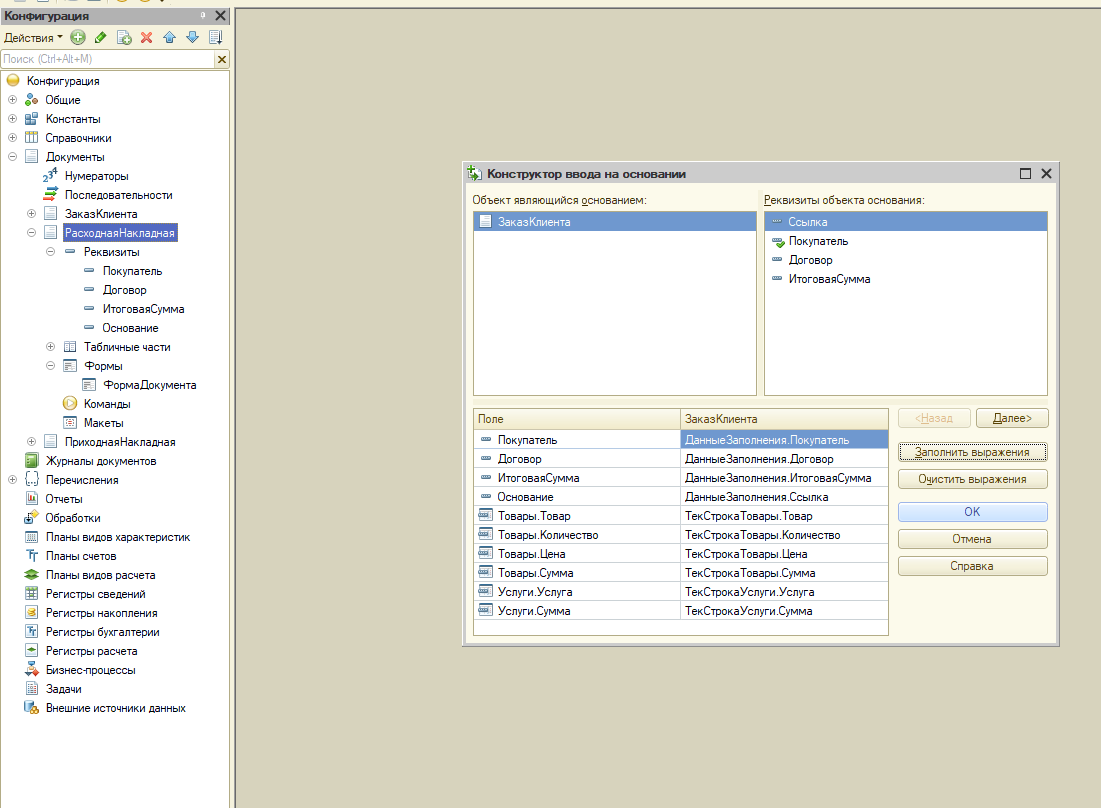 Конфигурация
Действия
Поиск (Ctrl+Alt+M)
Конфигурация
Общие
Константы
Справочники
Документы
Нумераторы
Последовательности
ЗаказКлиента
РасходнаяНакладная
Реквизиты
Покупатель
Договор
ИтоговаяСумма
Основание
Табличные части
Формы
ФормаДокумента
Команды
Макеты
ПриходнаяНакладная
Журналы документов
Перечисления
Отчеты
Обработки
Планы видов характеристик
Планы счетов
Планы видов расчета
Регистры сведений
Регистры накопления
Регистры бухгалтерии
Регистры расчета
Бизнес-процессы
Задачи
Внешние источники данных
Конструктор ввода на основании
Объект являющийся основанием:
ЗаказКлиента
Реквизиты объекта основания:
Ссылка
Покупатель
Договор
ИтоговаяСумма
Поле ЗаказКлиента
Покупатель ДанныеЗаполнения.Покупатель
Договор ДанныеЗаполнения.Договор
ИтоговаяСумма ДанныеЗаполнения.ИтоговаяСумма
Основание ДанныеЗаполнения.Ссылка
Товары.Товар ТекСтрокаТовары.Товар
Товары.Количество ТекСтрокаТовары.Количество
Товары.Цена ТекСтрокаТовары.Цена
Товары.Сумма ТекСтрокаТовары.Сумма
Услуги.Услуга ТекСтрокаУслуги.Услуга
Услуги.Сумма ТекСтрокаУслуги.Сумма
<Назад Далее>
Заполнить выражения
Очистить выражения
OK
Отмена
Справка